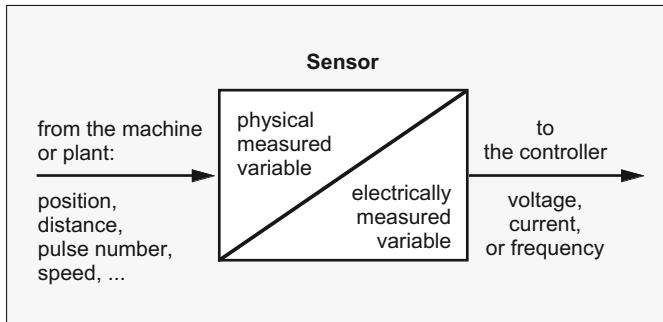 Sensor
from the machine
or plant:
position,
distance,
pulse number,
speed, ...
physical
measured
variable
electrically
measured
variable
to
the controller
voltage,
current,
or frequency